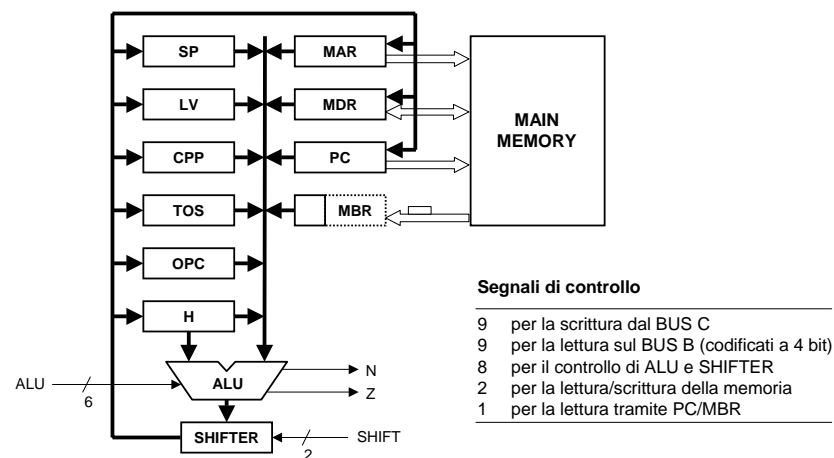 SP
MAR
LV
MDR
MAIN
MEMORY
CPP
PC
TOS
MBR
OPC
H
Segnali di controllo
9 per la scrittura dal BUS C
9 per la lettura sul BUS B (codificati a 4 bit)
8 per il controllo di ALU e SHIFTER
2 per la lettura/scrittura della memoria
1 per la lettura tramite PC/MBR
ALU
6
ALU
N
Z
SHIFTER
2
SHIFT